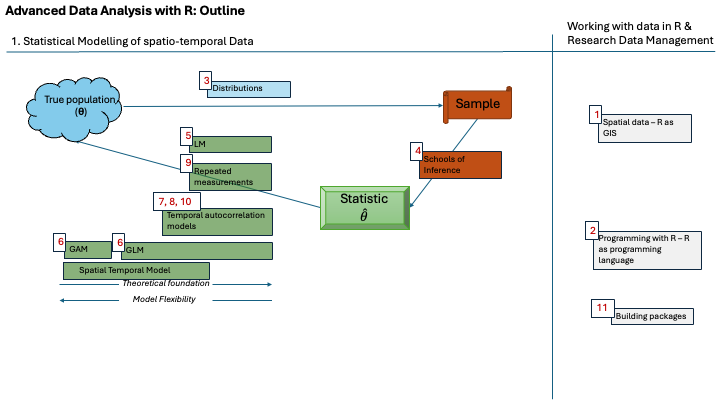 Advanced Data Analysis with R: Outline
1. Statistical Modelling of spatio-temporal Data
Working with data in R &
Research Data Management
True population
(θ)
3
Distributions
Sample
5
LM
9
Repeated
measurements
7, 8, 10
Temporal autocorrelation
models
6
GAM
6
GLM
Spatial Temporal Model
Theoretical foundation
Model Flexibility
4
Schools of
Inference
Statistic
θ̂
1
Spatial data – R as
GIS
2
Programming with R – R
as programming
language
11
Building packages